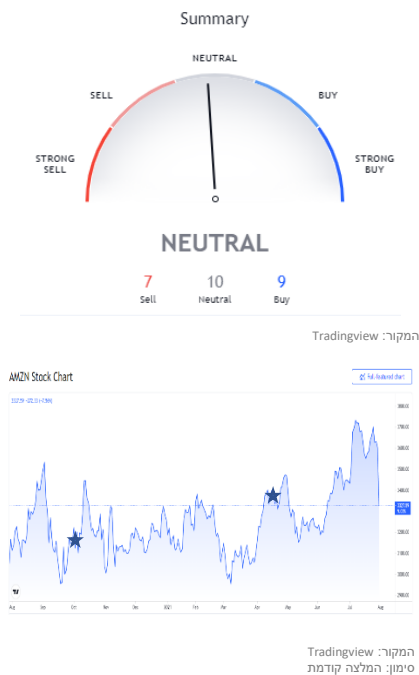 Summary
NEUTRAL
SELL
BUY
STRONG
SELL
STRONG
BUY
NEUTRAL
7
10
9
Sell
Neutral
Buy
המקור: Tradingview
AMZN Stock Chart
Full-featured chart
Aug
Sep
Oct
Nov
Dec
2021
Feb
Mar
Apr
May
Jun
Jul
Aug
המקור: Tradingview
סימון: המלצה קודמת